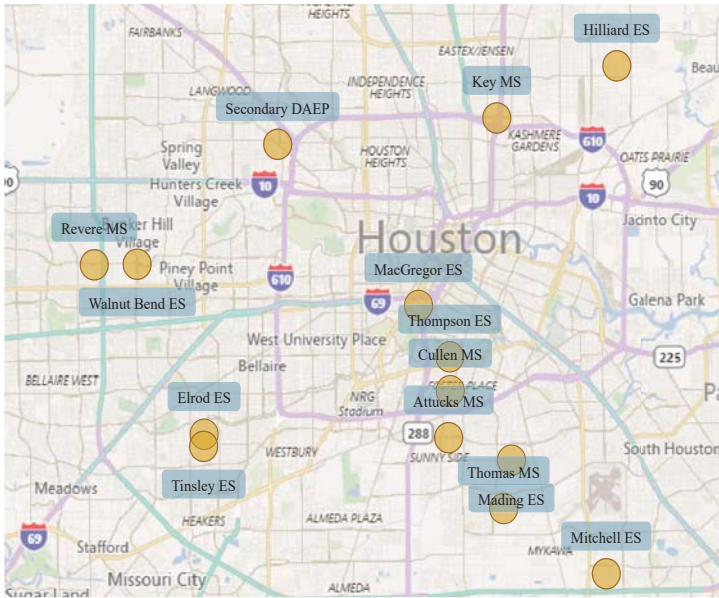 HEIGHTS
FAIRBANKS
Hilliard ES
EASTEX/JENSEN
Beau
LANGWOOD
INDEPENDENCE
HEIGHTS
Key MS
Secondary DAEP
KASHMERE
GARDENS
610
Spring
Valley
HOUSTON
HEIGHTS
OATES PRAIRIE
90
10
Hunters Creek
Village
10
Jacinto City
Revere MS
Bunker Hill
Village
Houston
Piney Point
Village
610
MacGregor ES
69
Galena Park
Walnut Bend ES
Thompson ES
West University Place
Cullen MS
225
Bellaire
BELLAIRE WEST
FOSTER PLACE
Elrod ES
NRG
Stadium
Attucks MS
288
SUNNY SIDE
WESTBURY
South Houston
Thomas MS
Meadows
Tinsley ES
Mading ES
HEAKERS
ALMEDA PLAZA
69
Stafford
Mitchell ES
MYKAWA
Missouri City
ALMEDA
Sugar Land